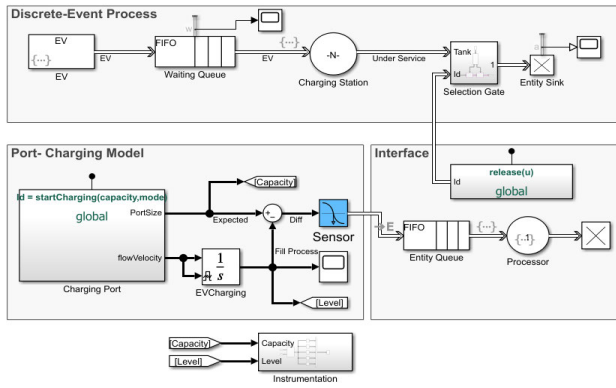 Discrete-Event Process
EV
{...}
EV
EV
FIFO
w
Waiting Queue
EV
{...}
-N-
Charging Station
Under Service
Tank
Id
1
Selection Gate
a
Entity Sink
Port- Charging Model
Id = startCharging(capacity,mode)
global
PortSize
flowVelocity
Charging Port
[Capacity]
Expected
+
-
Diff
Sensor
1
s
EVCharging
Fill Process
[Level]
Interface
release(u)
Id
global
E
FIFO
Entity Queue
{...}
{..1}
Processor
[Capacity]
[Level]
Capacity
Level
Instrumentation